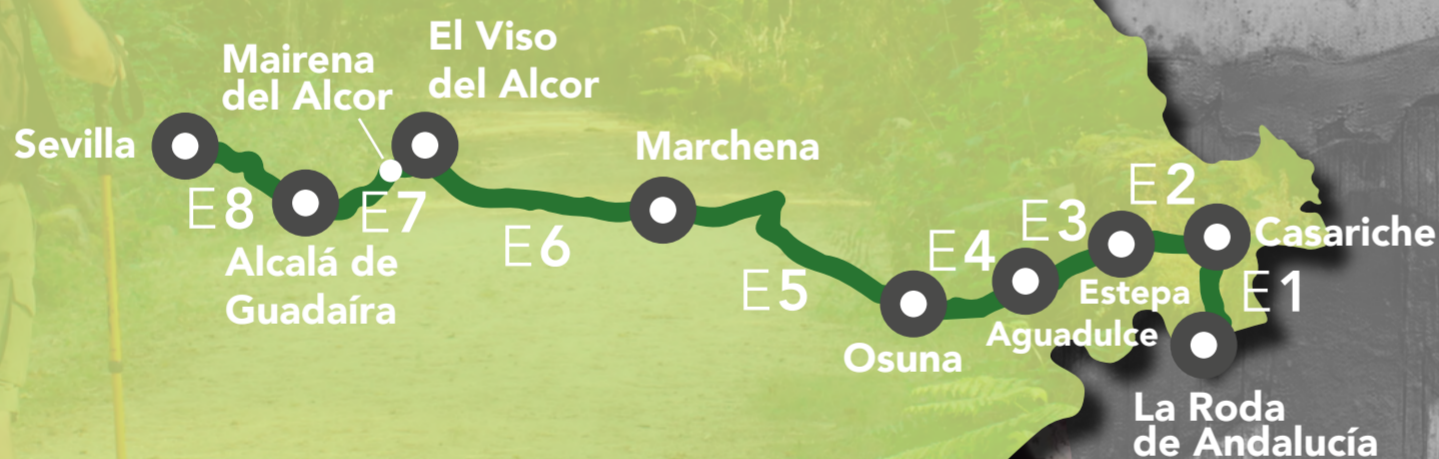 El Viso
del Alcor
Mairena
del Alcor
Sevilla
Marchena
E8
E7
E6
E5
E4
E3
E2
E1
Alcalá de
Guadaíra
Osuna
Aguadulce
Estepa
Casariche
La Roda
de Andalucía